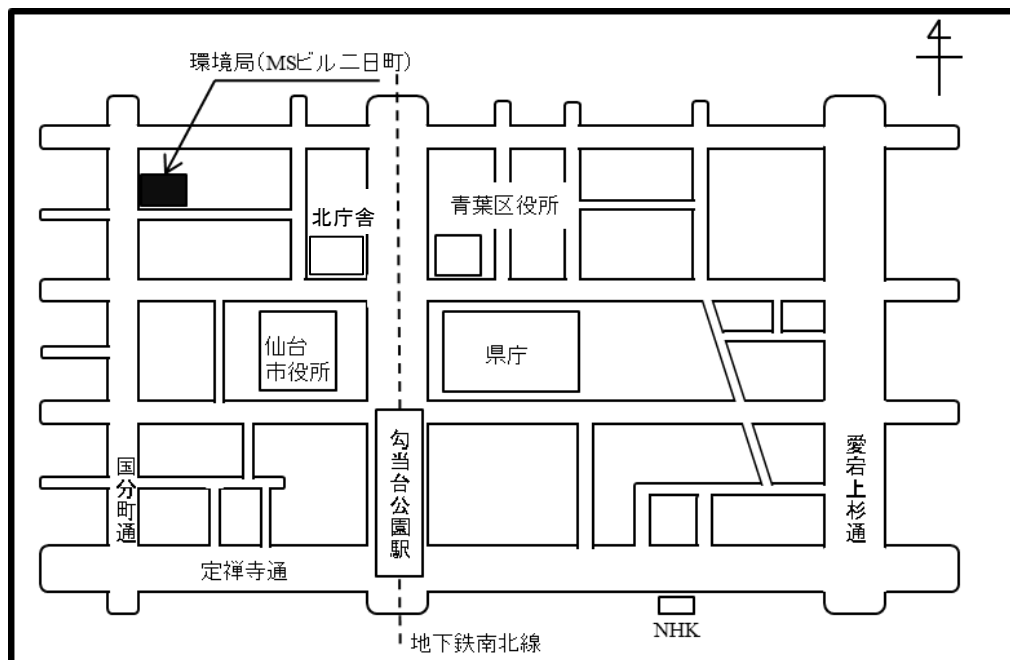 環境局(MSビル二日町)
4
北庁舎
青葉区役所
仙台
市役所
県庁
勾当台公園駅
国分町通
愛宕上杉通
定禅寺通
NHK
地下鉄南北線